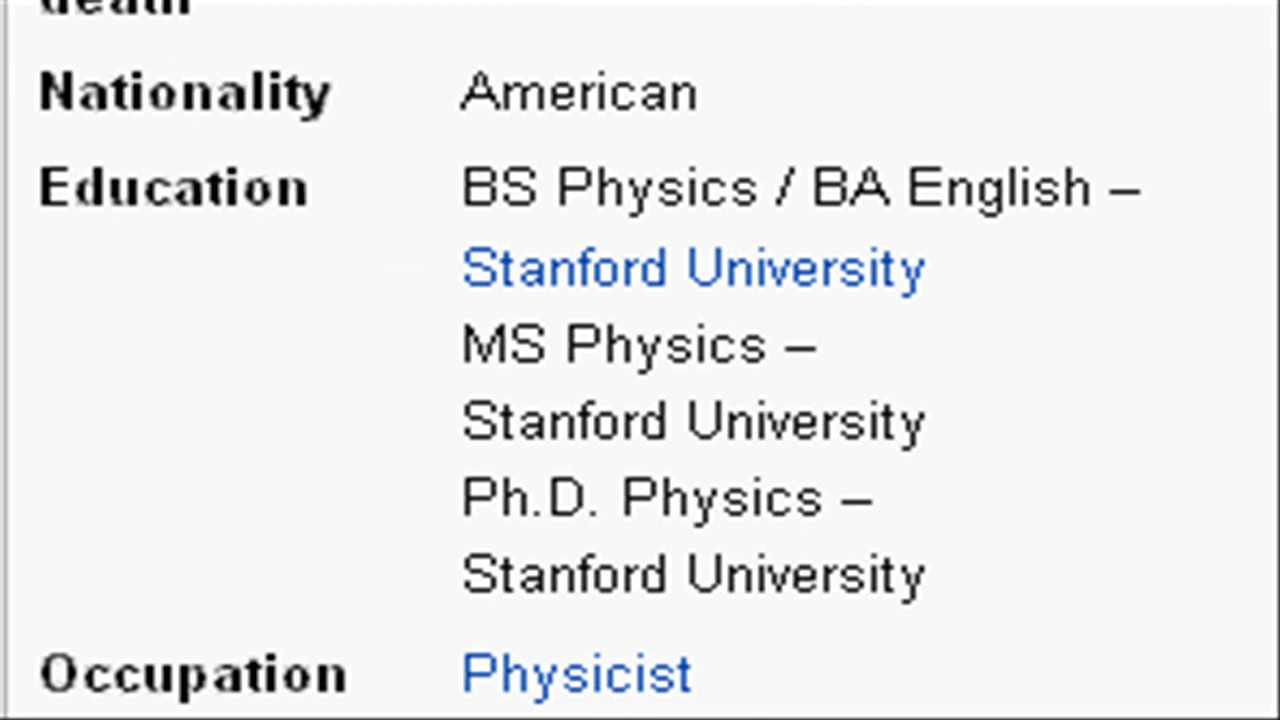 death
Nationality American
Education BS Physics / BA English –
Stanford University
MS Physics –
Stanford University
Ph.D. Physics –
Stanford University
Occupation Physicist